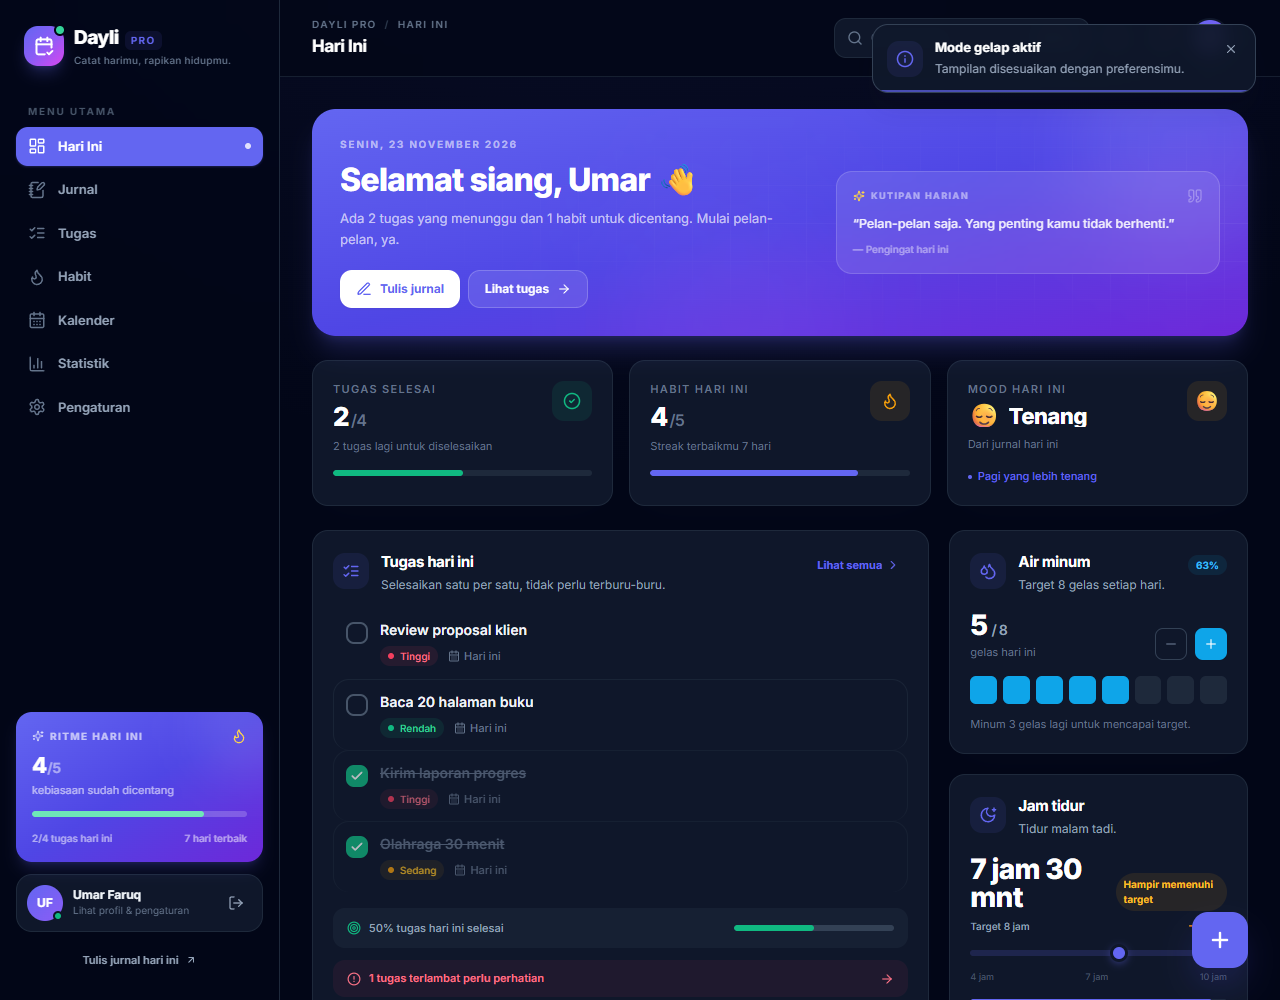 Dayli PRO
Catat harimu, rapikan hidupmu.
MENU UTAMA
Hari Ini
Jurnal
Tugas
Habit
Kalender
Statistik
Pengaturan
RITME HARI INI
4/5
kebiasaan sudah dicentang
2/4 tugas hari ini
7 hari terbaik
UF
Umar Faruq
Lihat profil & pengaturan
Tulis jurnal hari ini
DAYLI PRO / HARI INI
Hari Ini
Mode gelap aktif
Tampilan disesuaikan dengan preferensimu.
SENIN, 23 NOVEMBER 2026
Selamat siang, Umar 👋
Ada 2 tugas yang menunggu dan 1 habit untuk dicentang. Mulai pelan-
pelan, ya.
Tulis jurnal
Lihat tugas
KUTIPAN HARIAN
“Pelan-pelan saja. Yang penting kamu tidak berhenti.”
— Pengingat hari ini
TUGAS SELESAI
2/4
2 tugas lagi untuk diselesaikan
HABIT HARI INI
4/5
Streak terbaikmu 7 hari
MOOD HARI INI
😌 Tenang
Dari jurnal hari ini
• Pagi yang lebih tenang
Tugas hari ini
Selesaikan satu per satu, tidak perlu terburu-buru.
Lihat semua
Review proposal klien
Tinggi
Hari ini
Baca 20 halaman buku
Rendah
Hari ini
Kirim laporan progres
Tinggi
Hari ini
Olahraga 30 menit
Sedang
Hari ini
50% tugas hari ini selesai
1 tugas terlambat perlu perhatian
Air minum
Target 8 gelas setiap hari.
63%
5 / 8
gelas hari ini
Minum 3 gelas lagi untuk mencapai target.
Jam tidur
Tidur malam tadi.
7 jam 30
mnt
Hampir memenuhi
target
Target 8 jam
4 jam
7 jam
10 jam